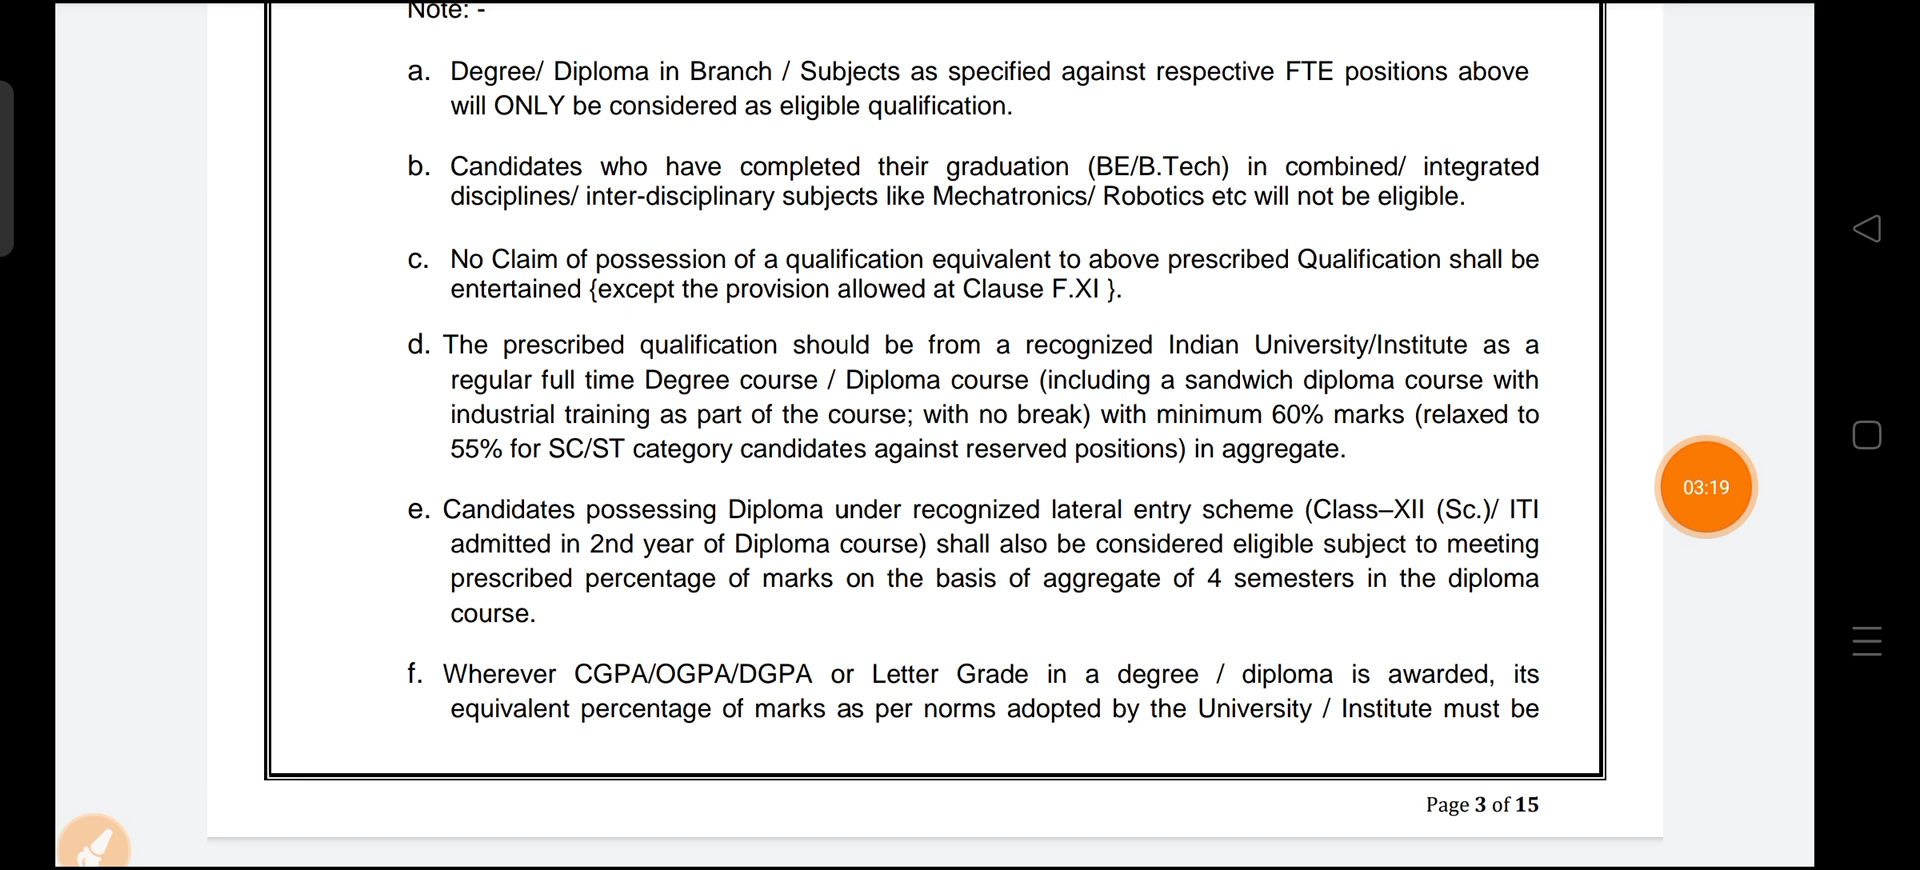 Note: -
a. Degree/ Diploma in Branch / Subjects as specified against respective FTE positions above
will ONLY be considered as eligible qualification.
b. Candidates who have completed their graduation (BE/B.Tech) in combined/ integrated
disciplines/ inter-disciplinary subjects like Mechatronics/ Robotics etc will not be eligible.
c. No Claim of possession of a qualification equivalent to above prescribed Qualification shall be
entertained {except the provision allowed at Clause F.XI }.
d. The prescribed qualification should be from a recognized Indian University/Institute as a
regular full time Degree course / Diploma course (including a sandwich diploma course with
industrial training as part of the course; with no break) with minimum 60% marks (relaxed to
55% for SC/ST category candidates against reserved positions) in aggregate.
e. Candidates possessing Diploma under recognized lateral entry scheme (Class–XII (Sc.)/ ITI
admitted in 2nd year of Diploma course) shall also be considered eligible subject to meeting
prescribed percentage of marks on the basis of aggregate of 4 semesters in the diploma
course.
f. Wherever CGPA/OGPA/DGPA or Letter Grade in a degree / diploma is awarded, its
equivalent percentage of marks as per norms adopted by the University / Institute must be
Page 3 of 15
03:19